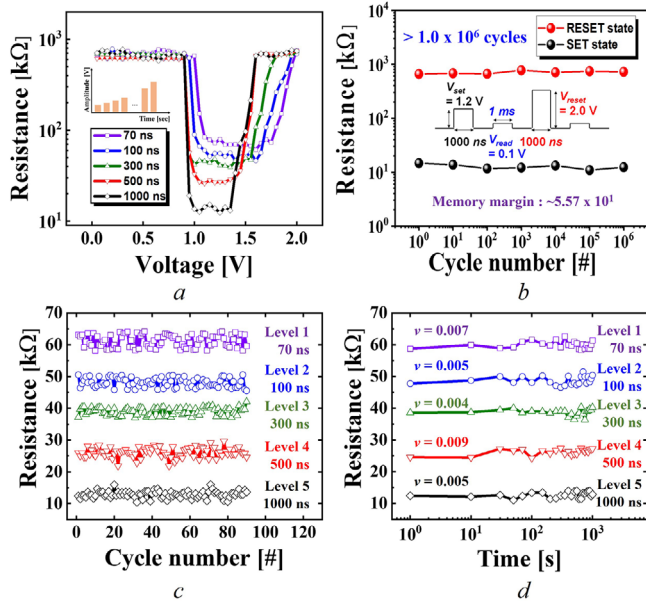 Resistance [kΩ]
10³
10²
10¹
Amplitude [V]
...
Time [sec]
70 ns
100 ns
300 ns
500 ns
1000 ns
0.0 0.5 1.0 1.5 2.0
Voltage [V]
a
Resistance [kΩ]
10⁴
10³
10²
10¹
10⁰
> 1.0 x 10⁶ cycles
RESET state
SET state
Vset
= 1.2 V
1 ms
Vreset
= 2.0 V
1000 ns
Vread
= 0.1 V
1000 ns
Memory margin : ~5.57 x 10¹
10⁰ 10¹ 10² 10³ 10⁴ 10⁵ 10⁶
Cycle number [#]
b
Resistance [kΩ]
70
60
50
40
30
20
10
Level 1
70 ns
Level 2
100 ns
Level 3
300 ns
Level 4
500 ns
Level 5
1000 ns
0 20 40 60 80 100 120
Cycle number [#]
c
Resistance [kΩ]
70
60
50
40
30
20
10
ν = 0.007
Level 1
70 ns
ν = 0.005
Level 2
100 ns
ν = 0.004
Level 3
300 ns
ν = 0.009
Level 4
500 ns
ν = 0.005
Level 5
1000 ns
10⁰ 10¹ 10² 10³
Time [s]
d